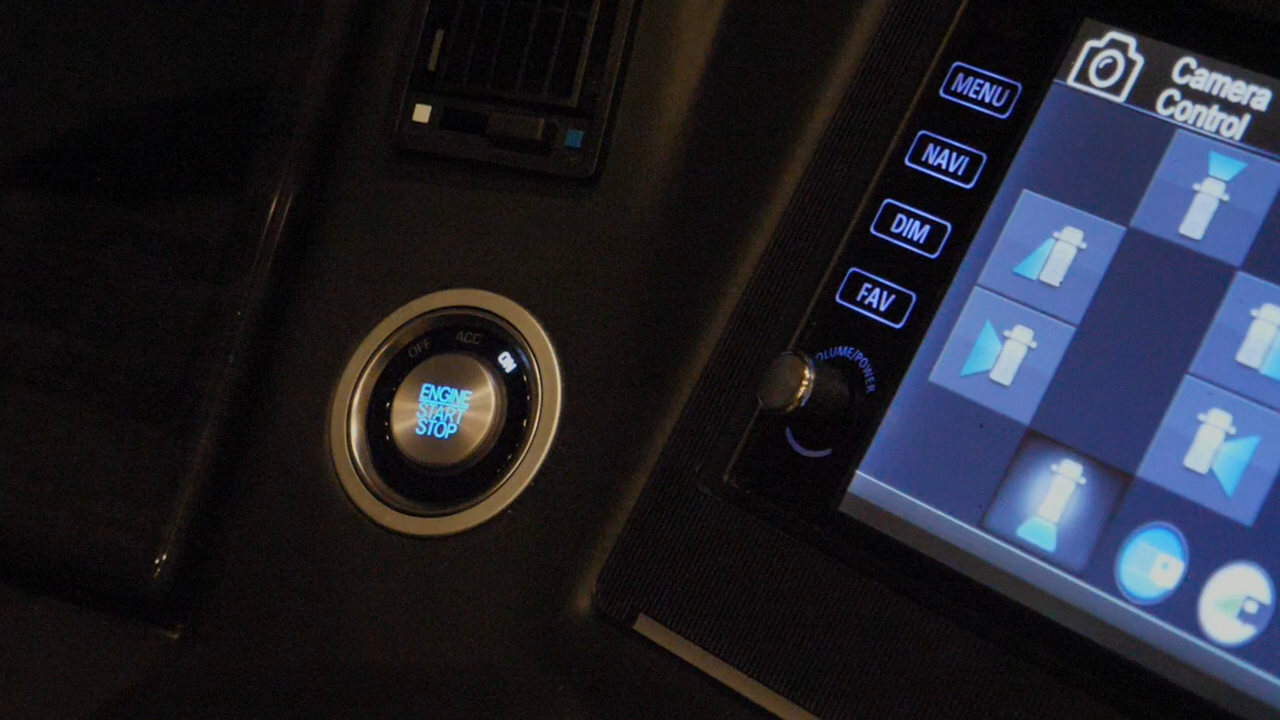 MENU
NAVI
DIM
FAV
VOLUME/POWER
Camera
Control
OFF ACC ON
ENGINE
START
STOP